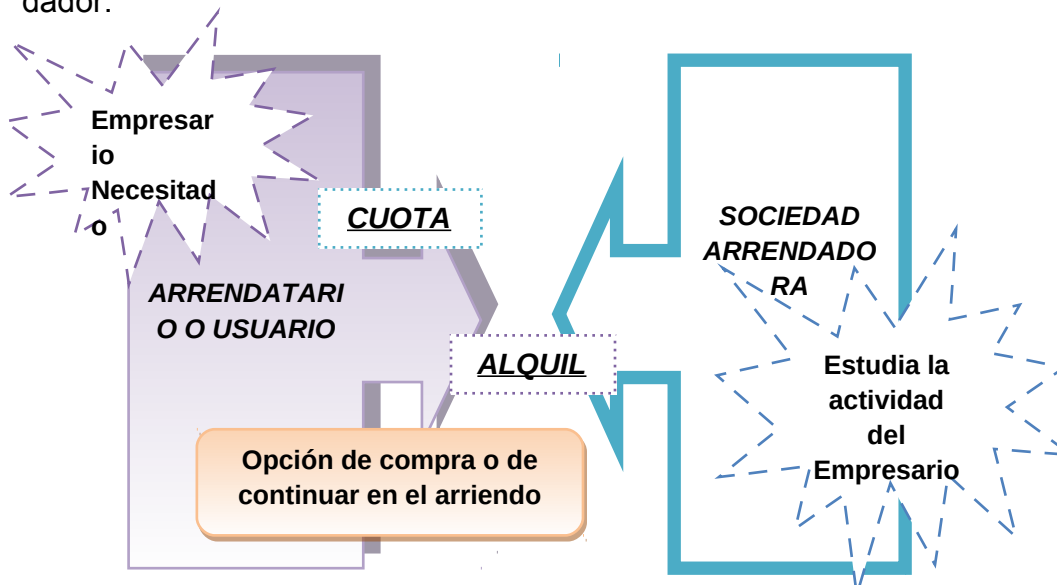 dador.
Empresar
io
Necesitad
o
CUOTA
ARRENDATARI
O O USUARIO
SOCIEDAD
ARRENDADO
RA
ALQUIL
Estudia la
actividad
del
Empresario
Opción de compra o de
continuar en el arriendo